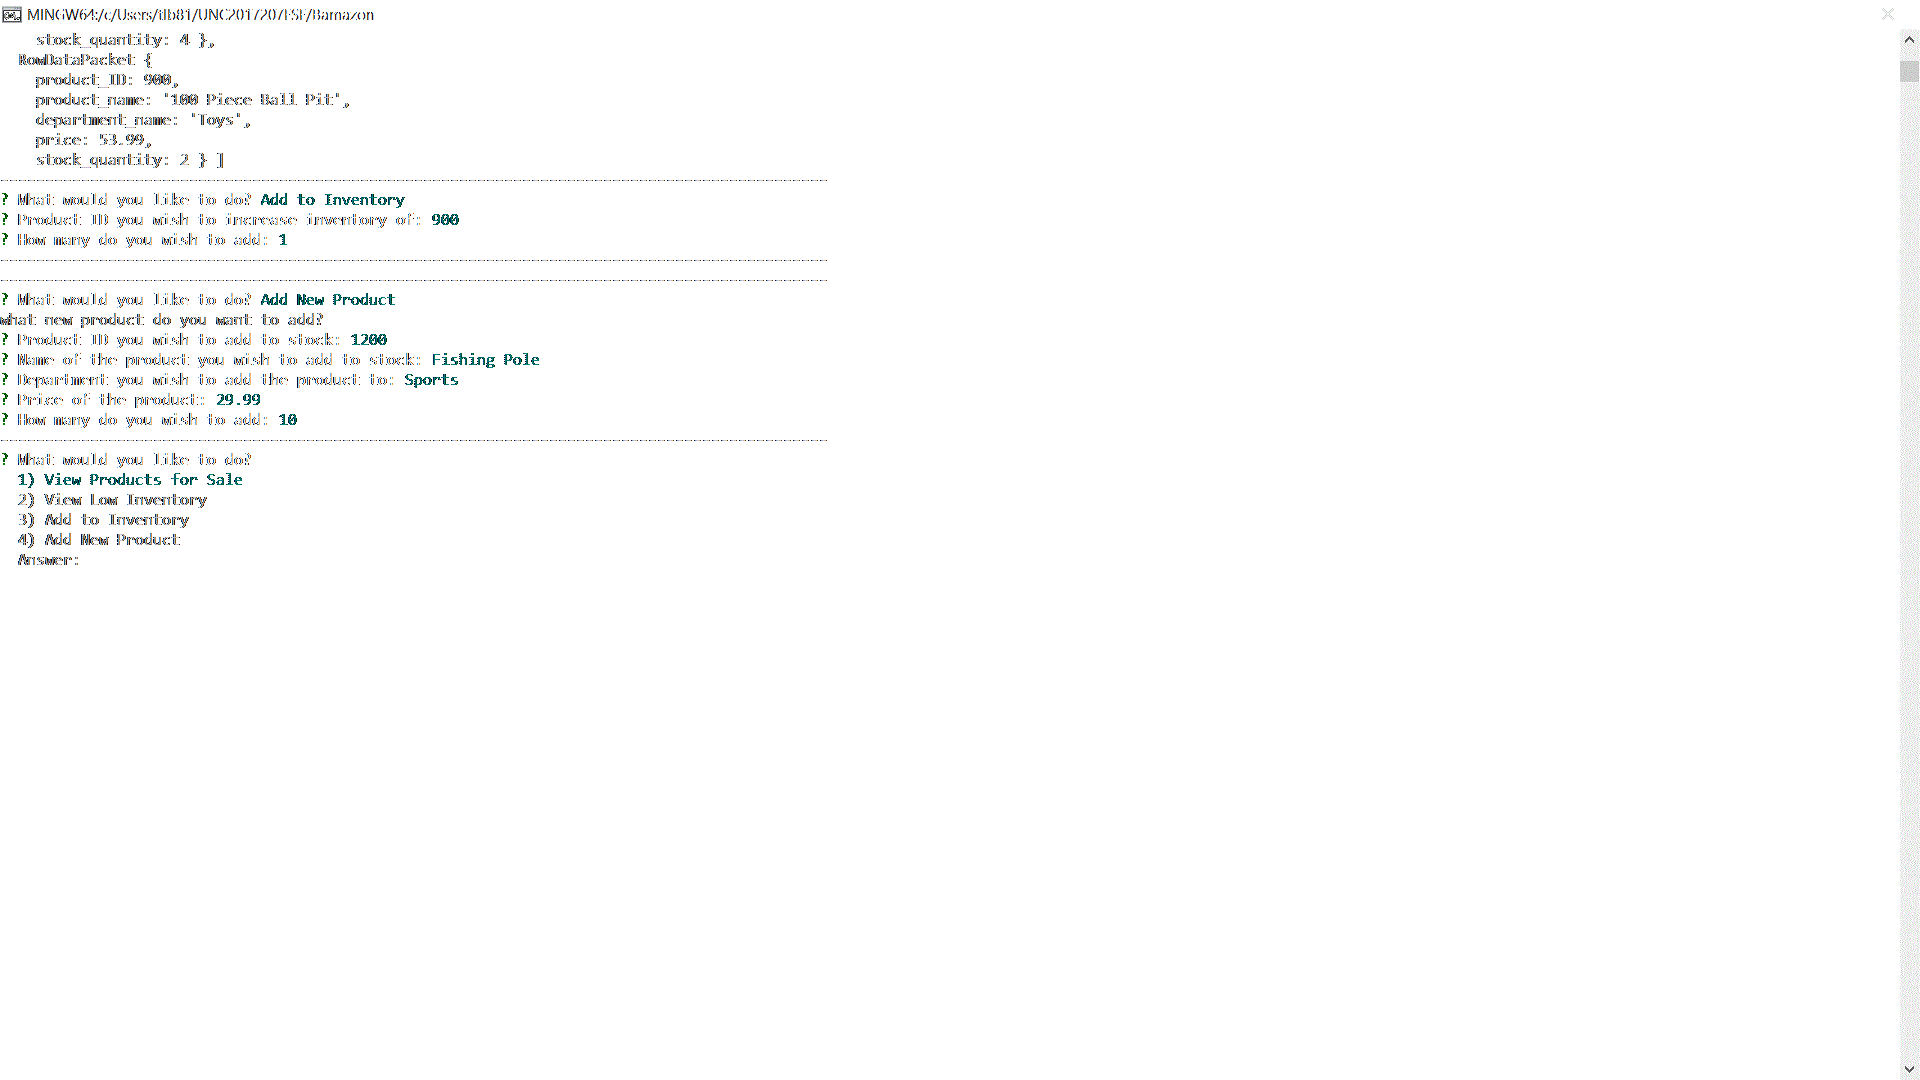 MINGW64:/c/Users/tlb81/UNC2017207FSF/Bamazon
stock_quantity: 4 },
RowDataPacket {
product_ID: 900,
product_name: '100 Piece Ball Pit',
department_name: 'Toys',
price: 53.99,
stock_quantity: 2 } ]
? What would you like to do? Add to Inventory
? Product ID you wish to increase inventory of: 900
? How many do you wish to add: 1
? What would you like to do? Add New Product
what new product do you want to add?
? Product ID you wish to add to stock: 1200
? Name of the product you wish to add to stock: Fishing Pole
? Department you wish to add the product to: Sports
? Price of the product: 29.99
? How many do you wish to add: 10
? What would you like to do?
1) View Products for Sale
2) View Low Inventory
3) Add to Inventory
4) Add New Product
Answer: